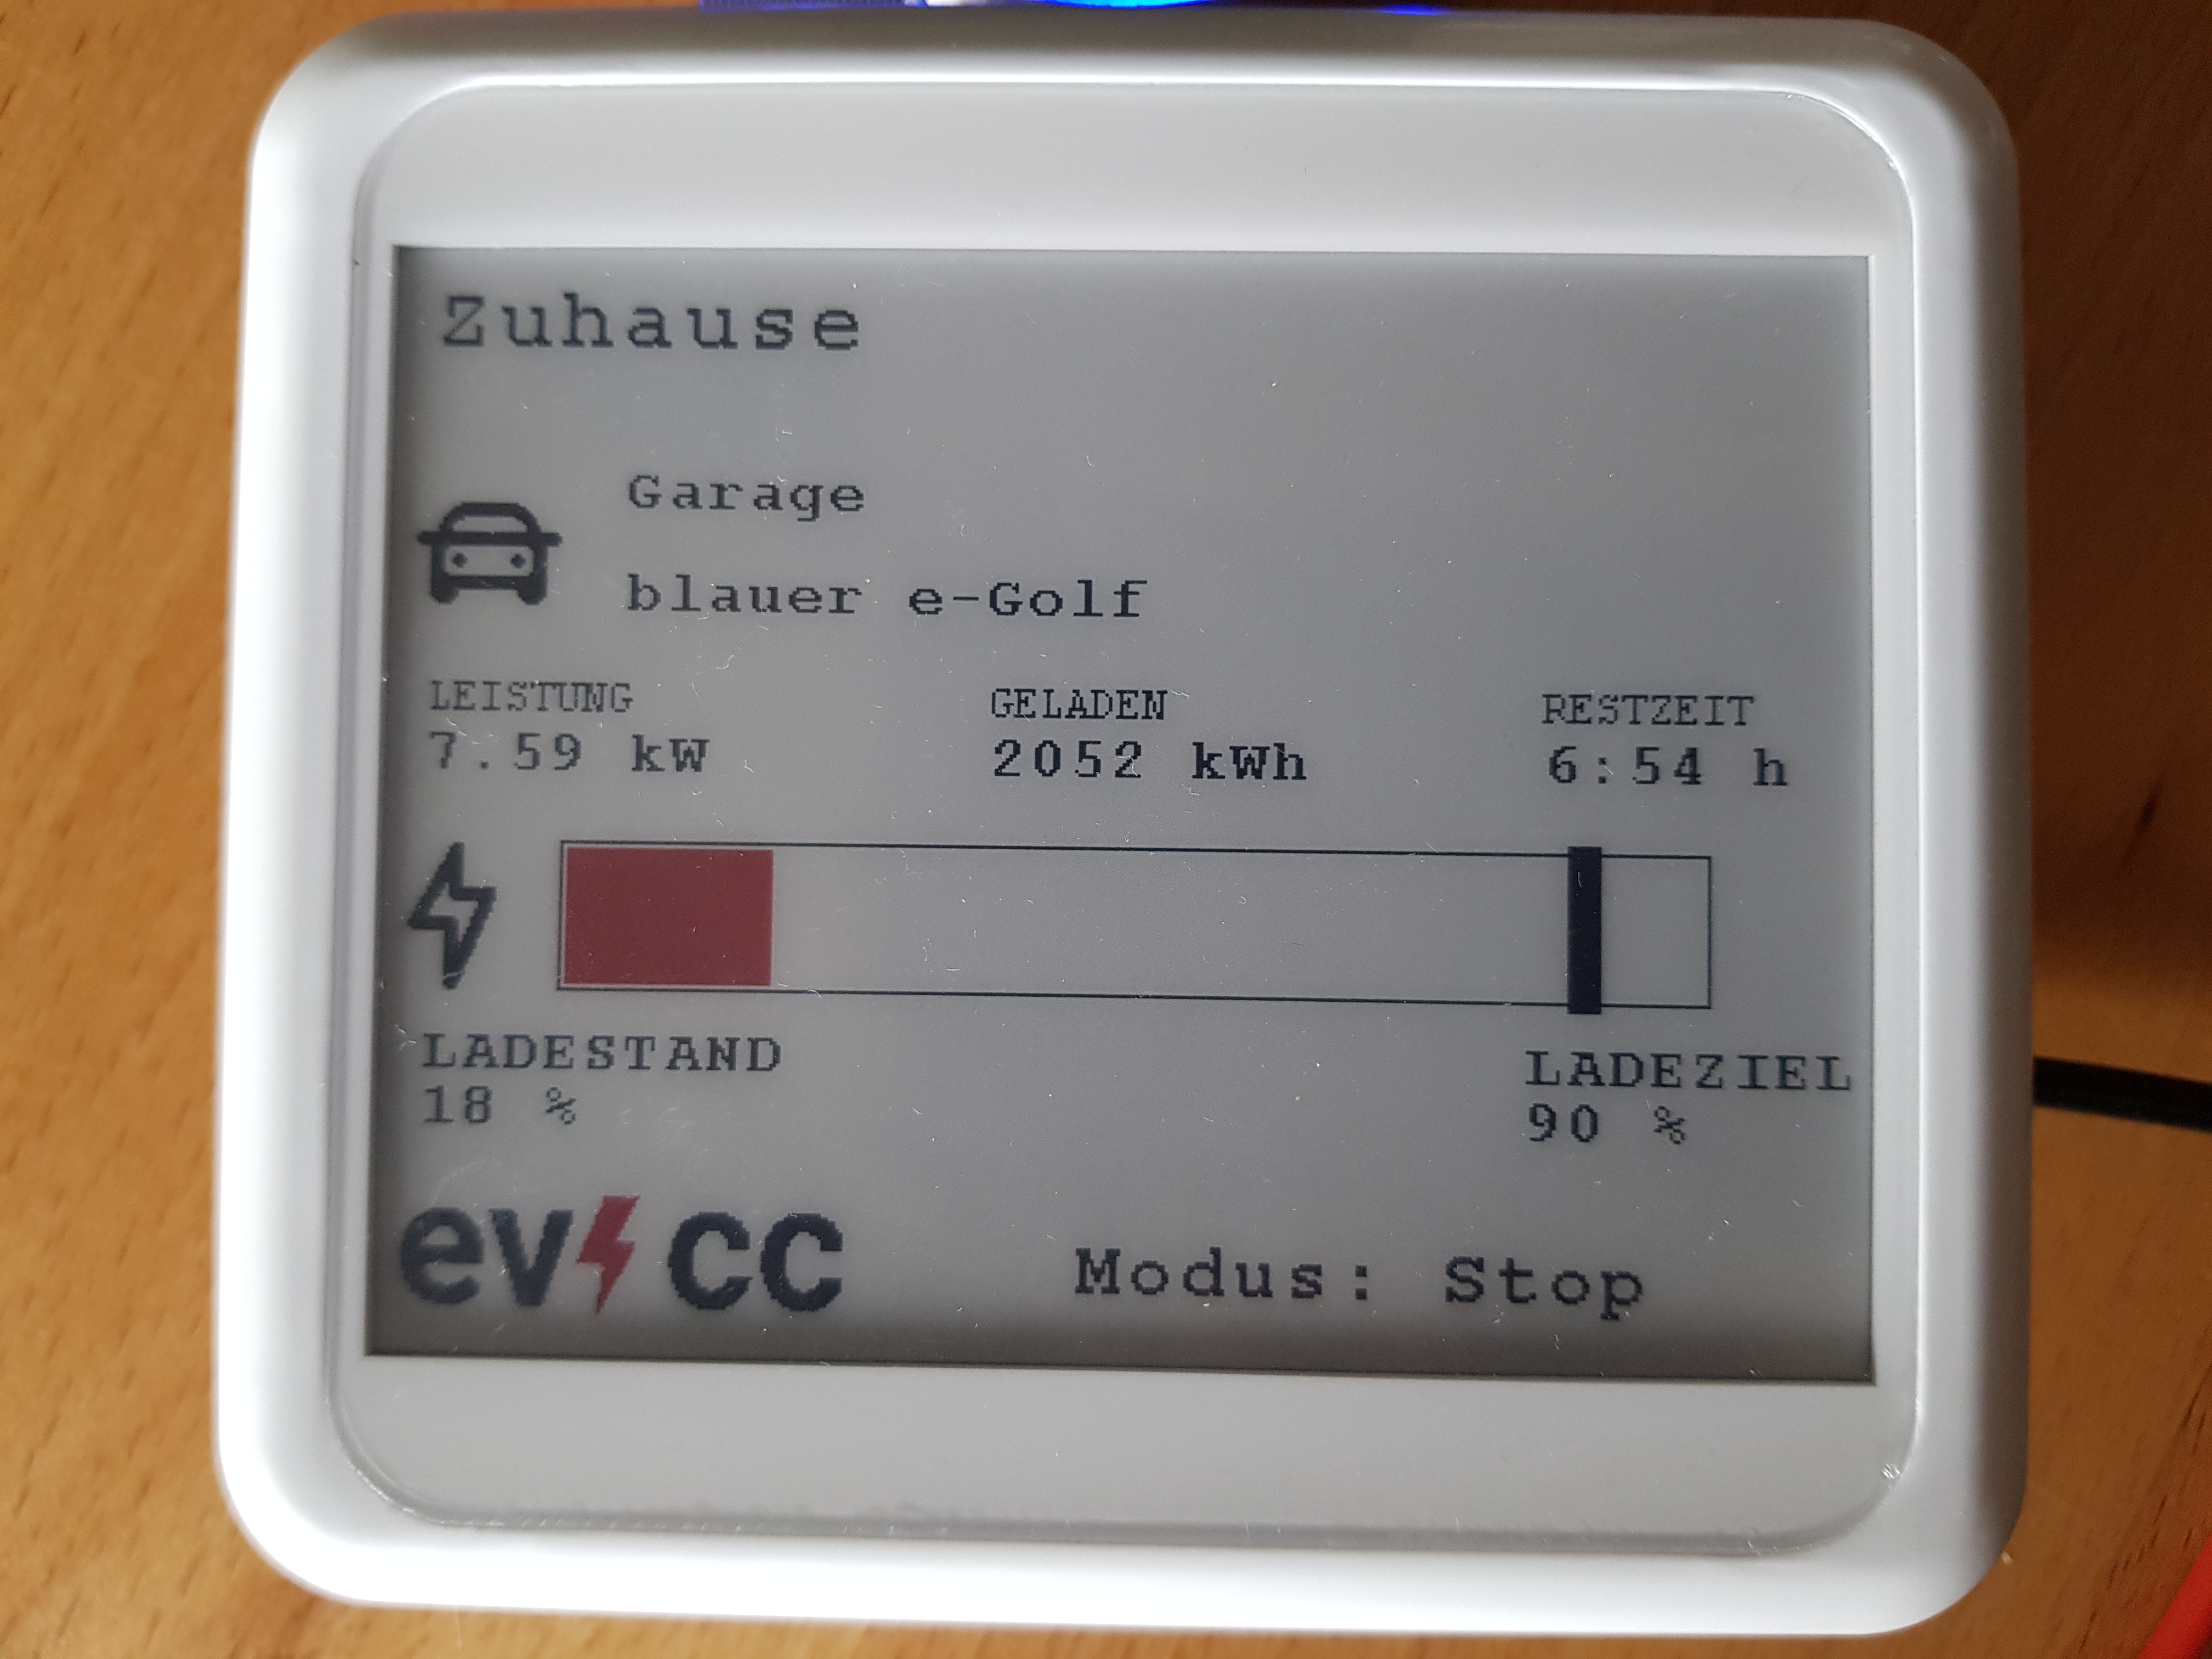 Zuhause
Garage
blauer e-Golf
LEISTUNG GELADEN RESTZEIT
7.59 kW 2052 kWh 6:54 h
LADESTAND LADEZIEL
18 % 90 %
evcc Modus: Stop